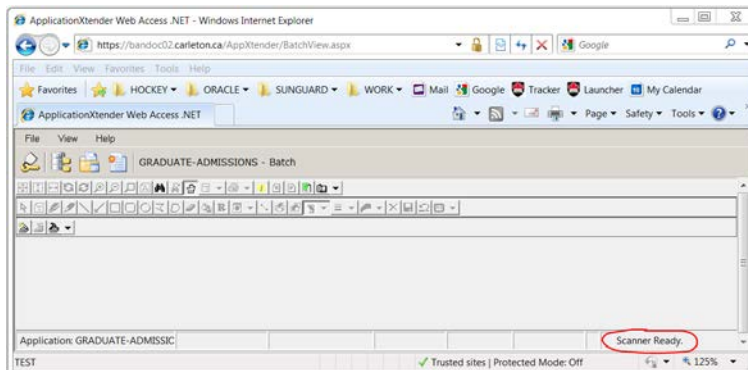 ApplicationXtender Web Access .NET - Windows Internet Explorer
https://bandoc02.carleton.ca/AppXtender/BatchView.aspx
Google
File Edit View Favorites Tools Help
Favorites HOCKEY ORACLE SUNGUARD WORK Mail Google Tracker Launcher My Calendar
ApplicationXtender Web Access .NET
Page Safety Tools
File View Help
GRADUATE-ADMISSIONS - Batch
Application: GRADUATE-ADMISSIC
Scanner Ready.
TEST
Trusted sites | Protected Mode: Off
125%